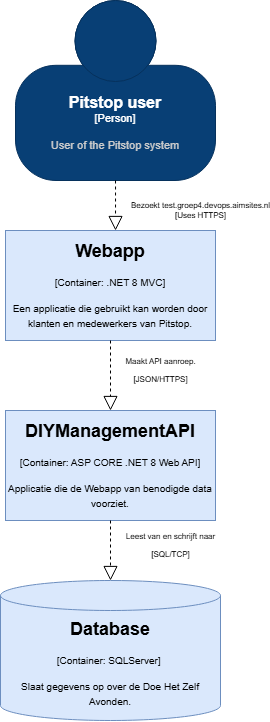 Pitstop user
[Person]
User of the Pitstop system
Bezoekt test.groep4.devops.aimsites.nl
[Uses HTTPS]
Webapp
[Container: .NET 8 MVC]
Een applicatie die gebruikt kan worden door
klanten en medewerkers van Pitstop.
Maakt API aanroep.
[JSON/HTTPS]
DIYManagementAPI
[Container: ASP CORE .NET 8 Web API]
Applicatie die de Webapp van benodigde data
voorziet.
Leest van en schrijft naar
[SQL/TCP]
Database
[Container: SQLServer]
Slaat gegevens op over de Doe Het Zelf
Avonden.